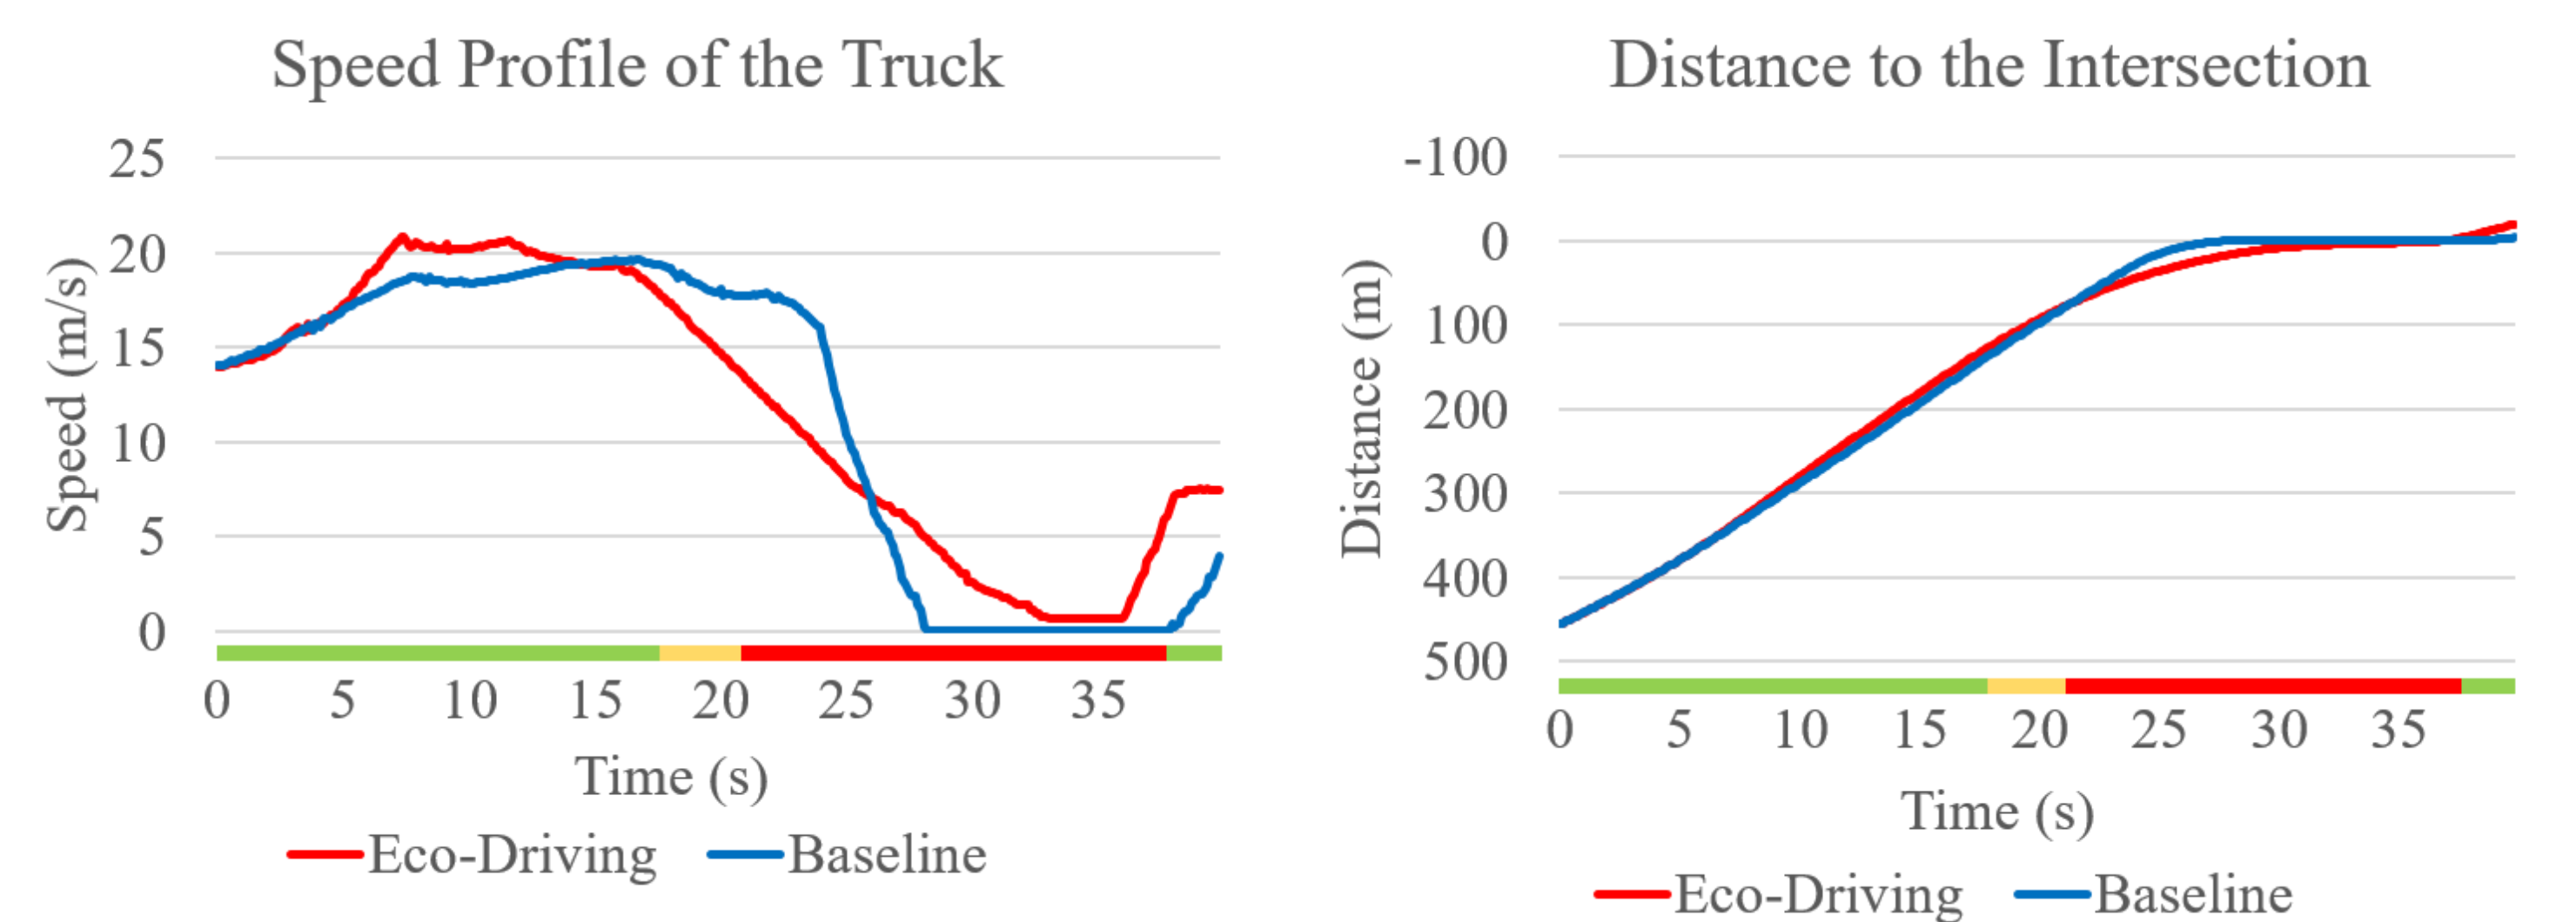 Speed Profile of the Truck
Speed (m/s)
25
20
15
10
5
0
0 5 10 15 20 25 30 35
Time (s)
Eco-Driving Baseline
Distance to the Intersection
Distance (m)
-100
0
100
200
300
400
500
0 5 10 15 20 25 30 35
Time (s)
Eco-Driving Baseline